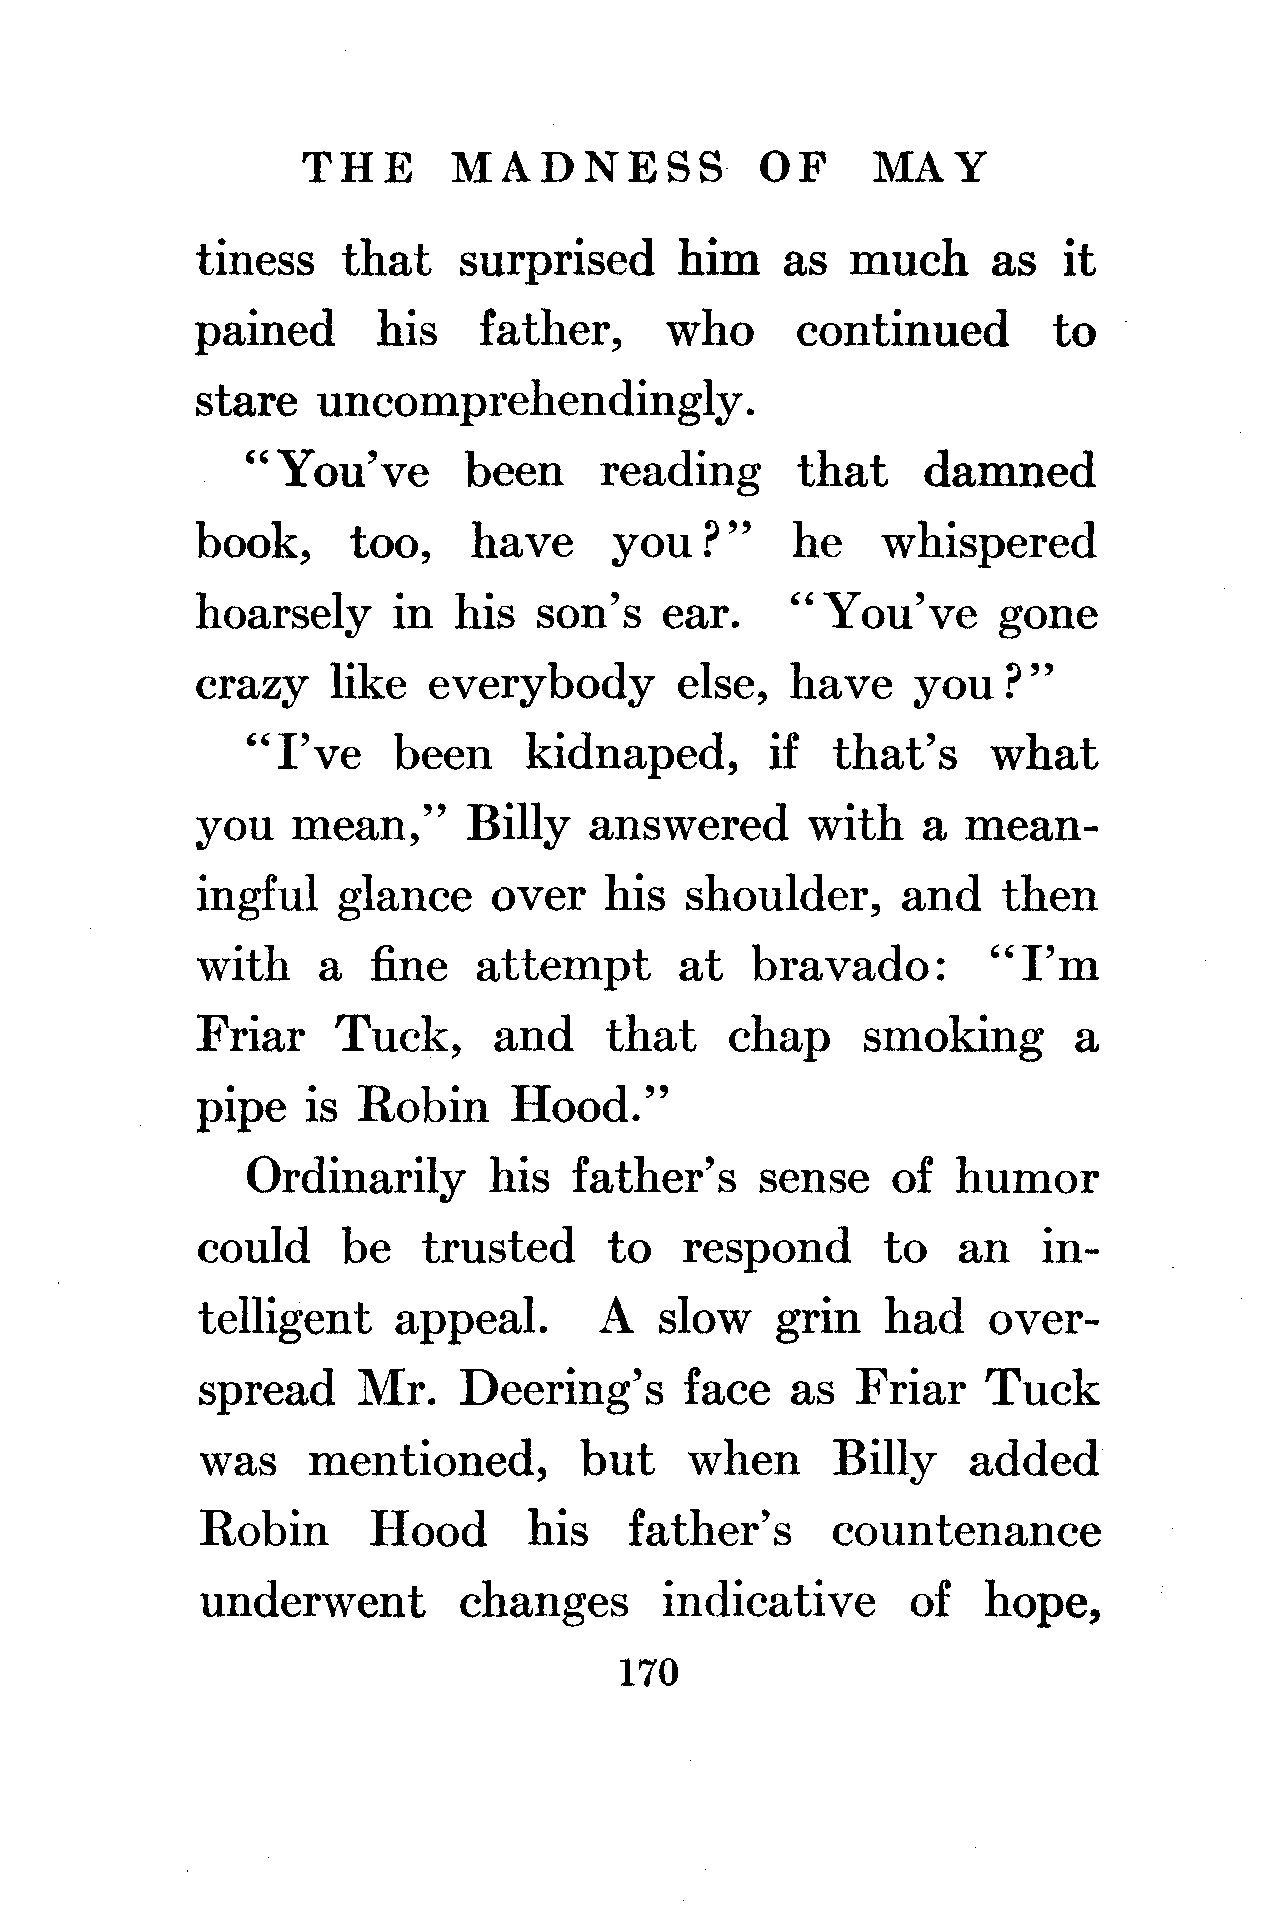 THE MADNESS OF MAY
tiness that surprised him as much as it
pained his father, who continued to
stare uncomprehendingly.
"You've been reading that damned
book, too, have you?" he whispered
hoarsely in his son's ear. "You've gone
crazy like everybody else, have you?"
"I've been kidnaped, if that's what
you mean," Billy answered with a mean-
ingful glance over his shoulder, and then
with a fine attempt at bravado: "I'm
Friar Tuck, and that chap smoking a
pipe is Robin Hood."
Ordinarily his father's sense of humor
could be trusted to respond to an in-
telligent appeal. A slow grin had over-
spread Mr. Deering's face as Friar Tuck
was mentioned, but when Billy added
Robin Hood his father's countenance
underwent changes indicative of hope,
170